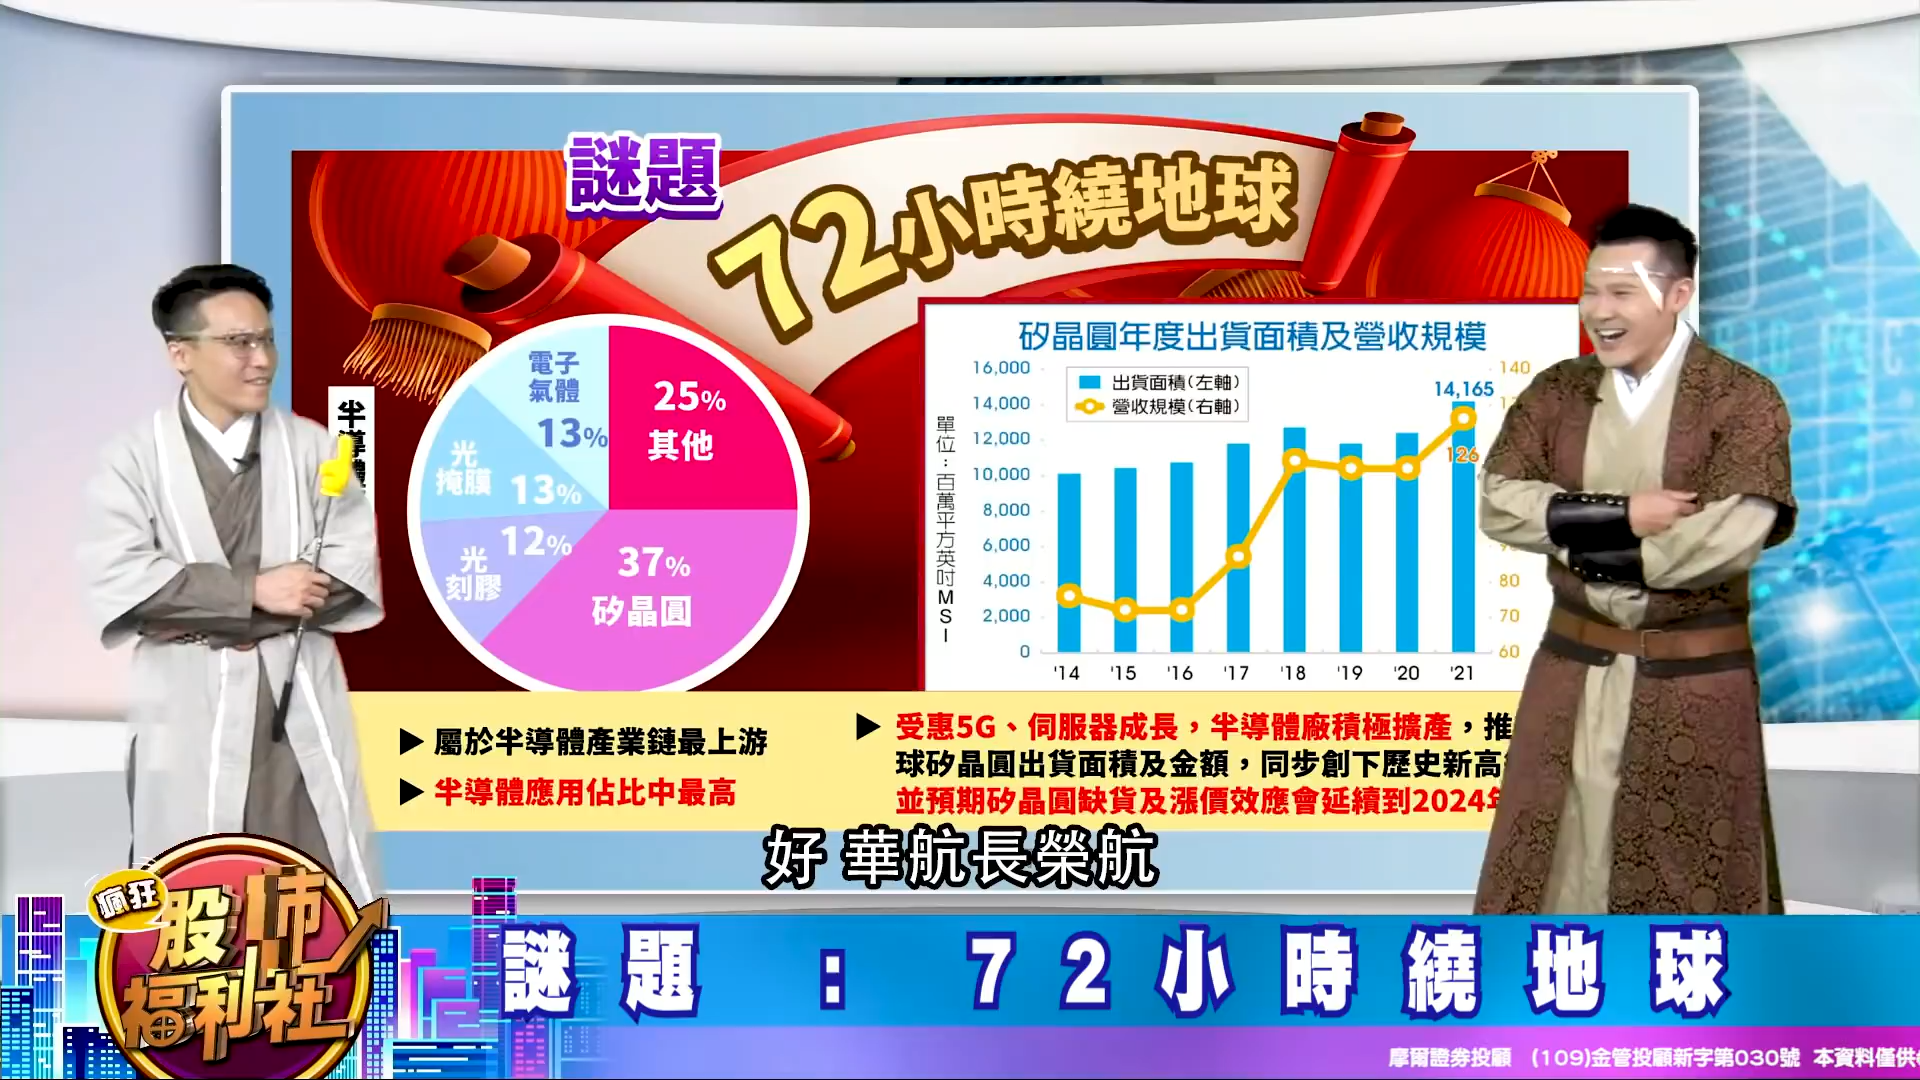 謎題
72小時繞地球
半導體
電子
氣體
13%
25%
其他
光
掩膜
13%
光
刻膠
12%
37%
矽晶圓
矽晶圓年度出貨面積及營收規模
單位：百萬平方英吋MSI
出貨面積(左軸)
營收規模(右軸)
16,000
14,000
12,000
10,000
8,000
6,000
4,000
2,000
0
14,165
126
140
80
70
60
'14 '15 '16 '17 '18 '19 '20 '21
▶ 屬於半導體產業鏈最上游
▶ 半導體應用佔比中最高
▶ 受惠5G、伺服器成長，半導體廠積極擴產，推
球矽晶圓出貨面積及金額，同步創下歷史新高
並預期矽晶圓缺貨及漲價效應會延續到2024年
好 華航長榮航
瘋狂
股市
福利社
謎題：72小時繞地球
摩爾證券投顧 (109)金管投顧新字第030號 本資料僅供